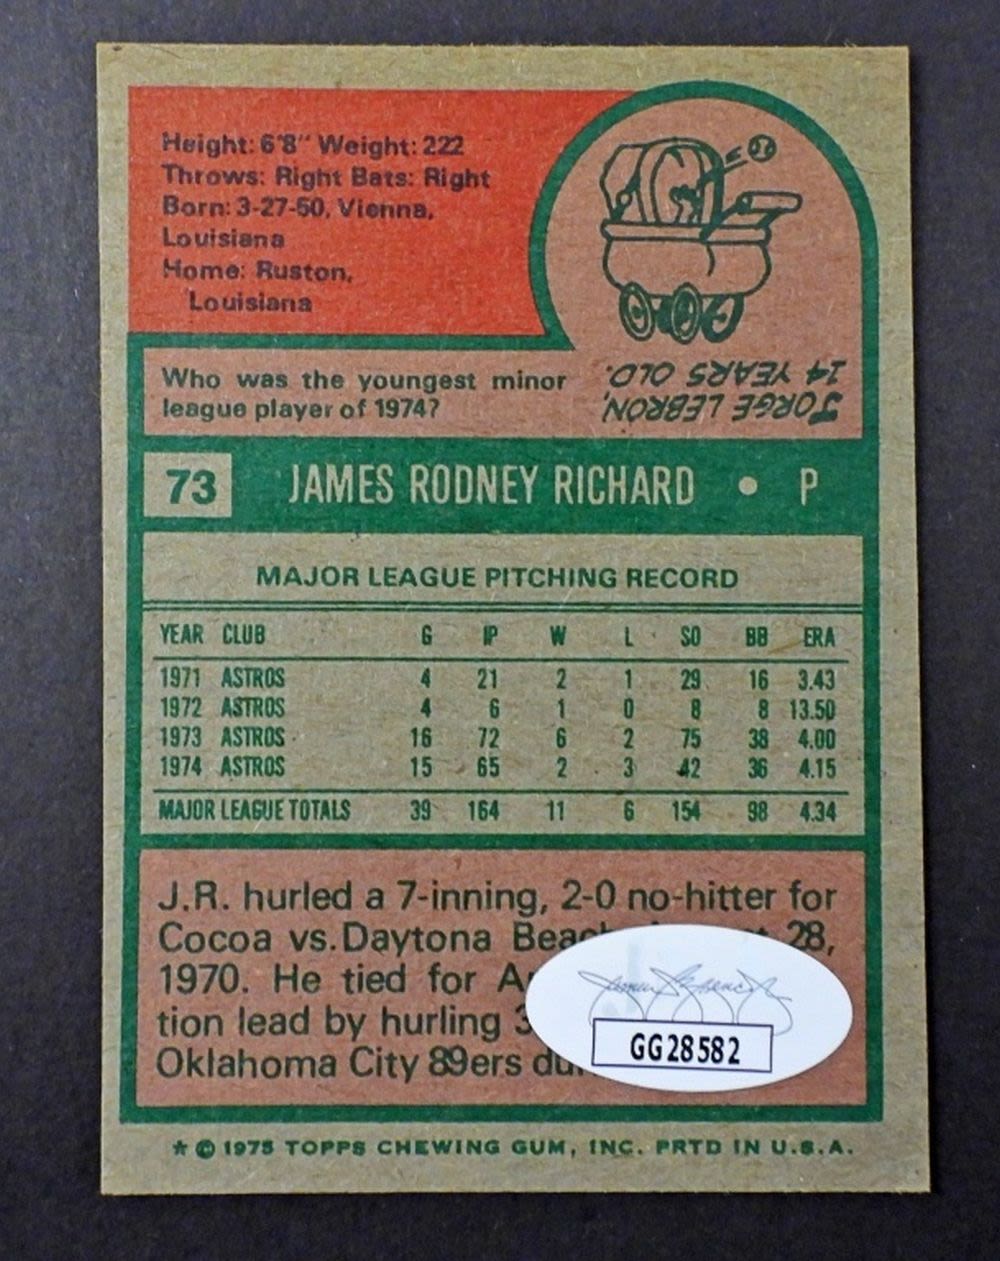 Height: 6'8" Weight: 222
Throws: Right Bats: Right
Born: 3-27-50, Vienna,
Louisiana
Home: Ruston,
Louisiana
Who was the youngest minor
league player of 1974?
JORGE LEBRON,
14 YEARS OLD.
73 JAMES RODNEY RICHARD • P
MAJOR LEAGUE PITCHING RECORD
YEAR CLUB G IP W L SO BB ERA
1971 ASTROS 4 21 2 1 29 16 3.43
1972 ASTROS 4 6 1 0 8 8 13.50
1973 ASTROS 16 72 6 2 75 38 4.00
1974 ASTROS 15 65 2 3 42 36 4.15
MAJOR LEAGUE TOTALS 39 164 11 6 154 98 4.34
J.R. hurled a 7-inning, 2-0 no-hitter for
Cocoa vs. Daytona Beach 28,
1970. He tied for
tion lead by hurling 3
Oklahoma City 89ers
GG28582
* © 1975 TOPPS CHEWING GUM, INC. PRTD IN U.S.A.